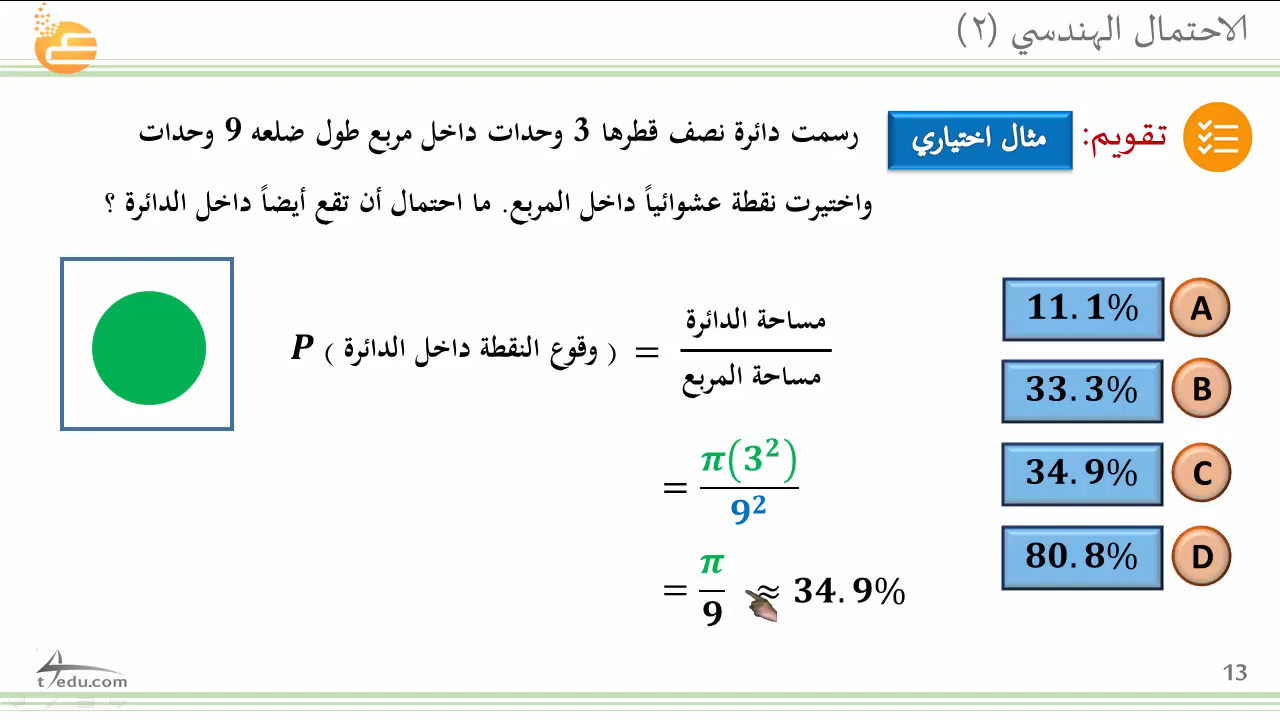 الاحتمال الهندسي (٢)
تقويم: مثال اختياري رسمت دائرة نصف قطرها 3 وحدات داخل مربع طول ضلعه 9 وحدات
واختيرت نقطة عشوائياً داخل المربع. ما احتمال أن تقع أيضاً داخل الدائرة ؟
A 11.1%
B 33.3%
C 34.9%
D 80.8%
P ( وقوع النقطة داخل الدائرة ) =
مساحة الدائرة
مساحة المربع
= π(3²)
9²
= π
9
≈ 34.9%
edu.com
13